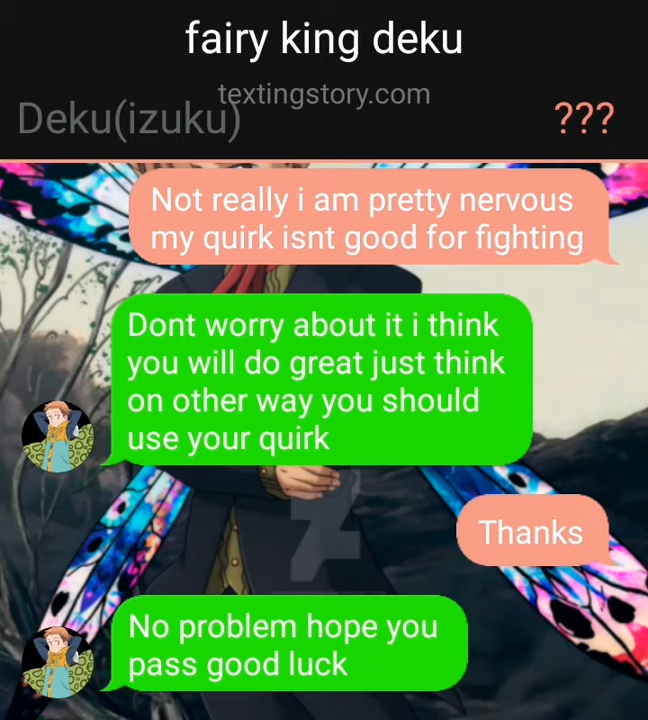 fairy king deku
textingstory.com
Deku(izuku)
???
Not really i am pretty nervous
my quirk isnt good for fighting
Dont worry about it i think
you will do great just think
on other way you should
use your quirk
Thanks
No problem hope you
pass good luck